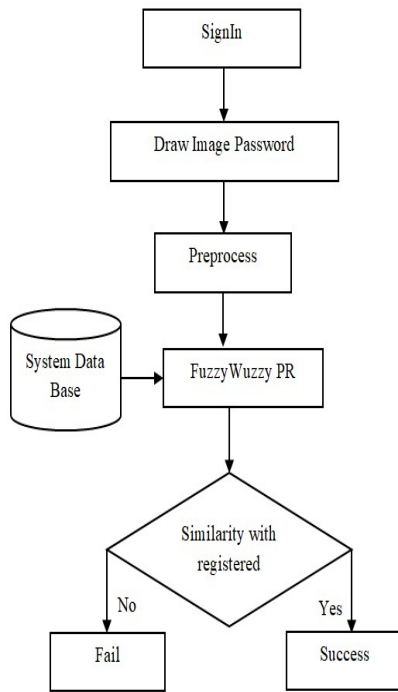 SignIn
Draw Image Password
Preprocess
System Data
Base
FuzzyWuzzy PR
Similarity with
registered
No
Yes
Fail
Success